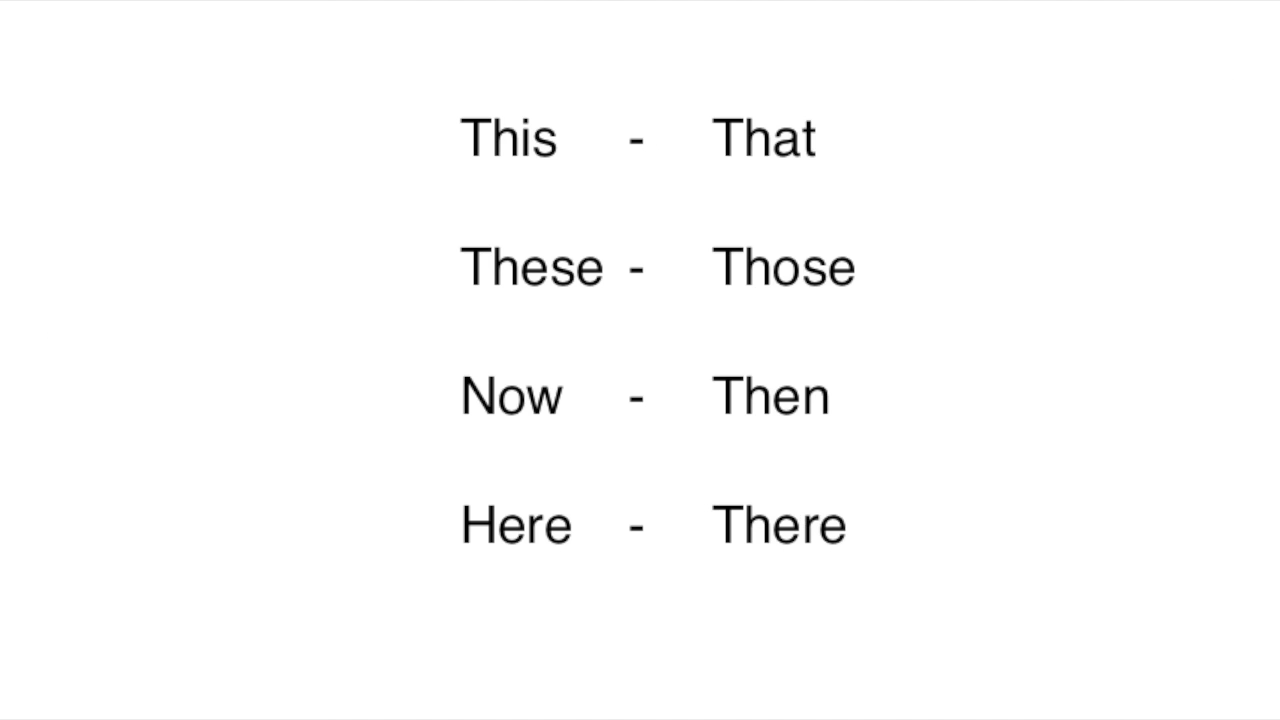 This - That
These - Those
Now - Then
Here - There